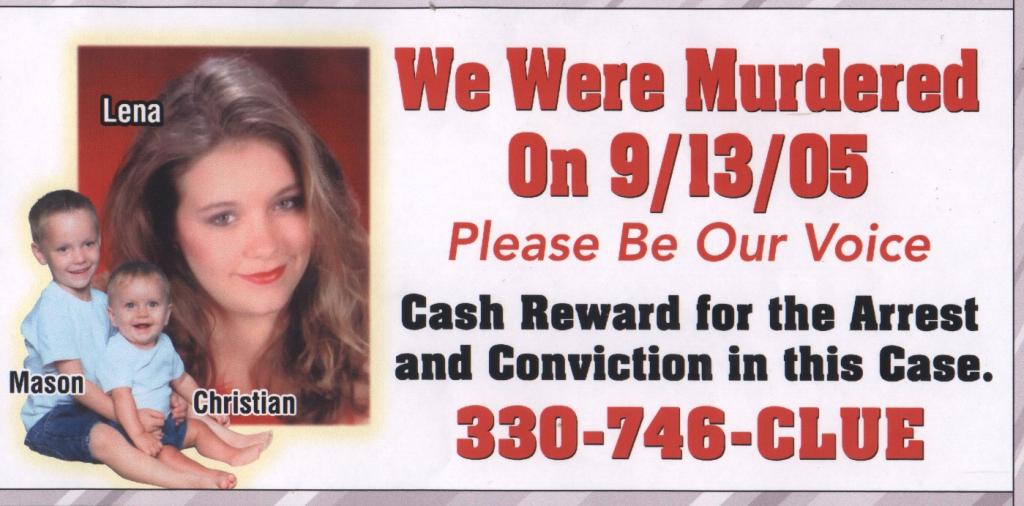 Lena
Mason
Christian
We Were Murdered
On 9/13/05
Please Be Our Voice
Cash Reward for the Arrest
and Conviction in this Case.
330-746-CLUE